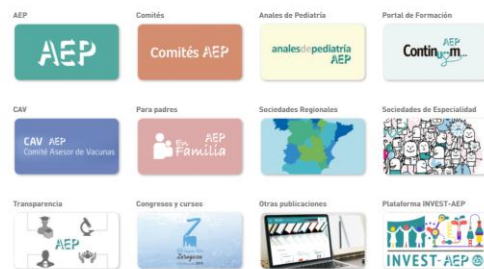 AEP
Comités
Anales de Pediatría
Portal de Formación
AEP
Comités AEP
analesdepediatría
AEP
AEP
Continuum
CAV
Para padres
Sociedades Regionales
Sociedades de Especialidad
CAV AEP
Comité Asesor de Vacunas
En Familia
AEP
Transparencia
Congresos y cursos
Otras publicaciones
Plataforma INVEST-AEP
AEP
Zaragoza
INVEST-AEP